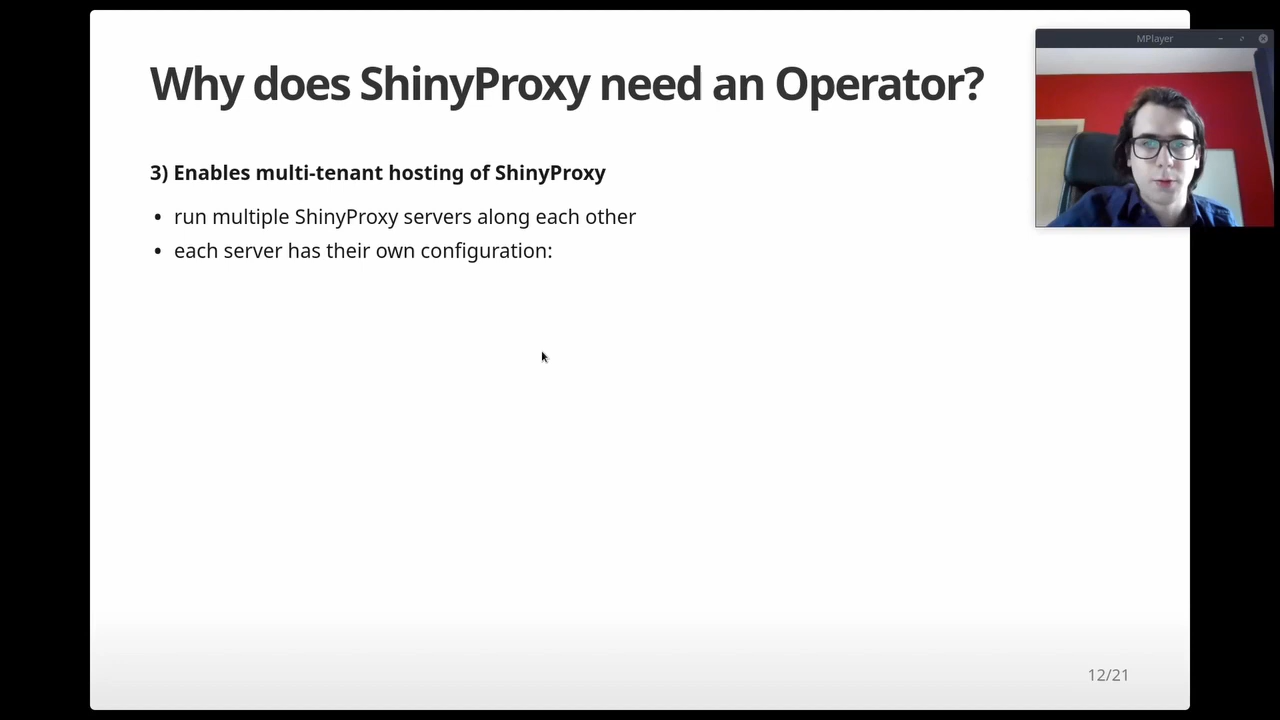 Why does ShinyProxy need an Operator?
MPlayer
3) Enables multi-tenant hosting of ShinyProxy
• run multiple ShinyProxy servers along each other
• each server has their own configuration:
12/21